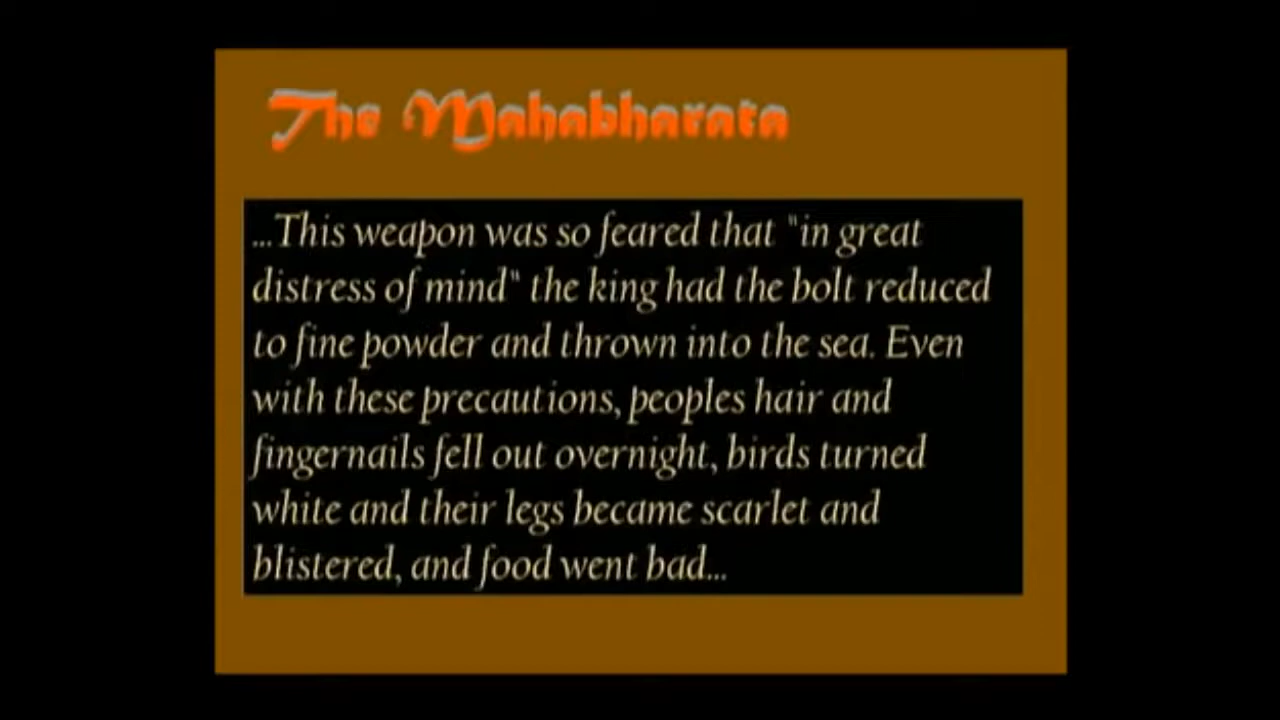 The Mahabharata
...This weapon was so feared that "in great
distress of mind" the king had the bolt reduced
to fine powder and thrown into the sea. Even
with these precautions, peoples hair and
fingernails fell out overnight, birds turned
white and their legs became scarlet and
blistered, and food went bad...